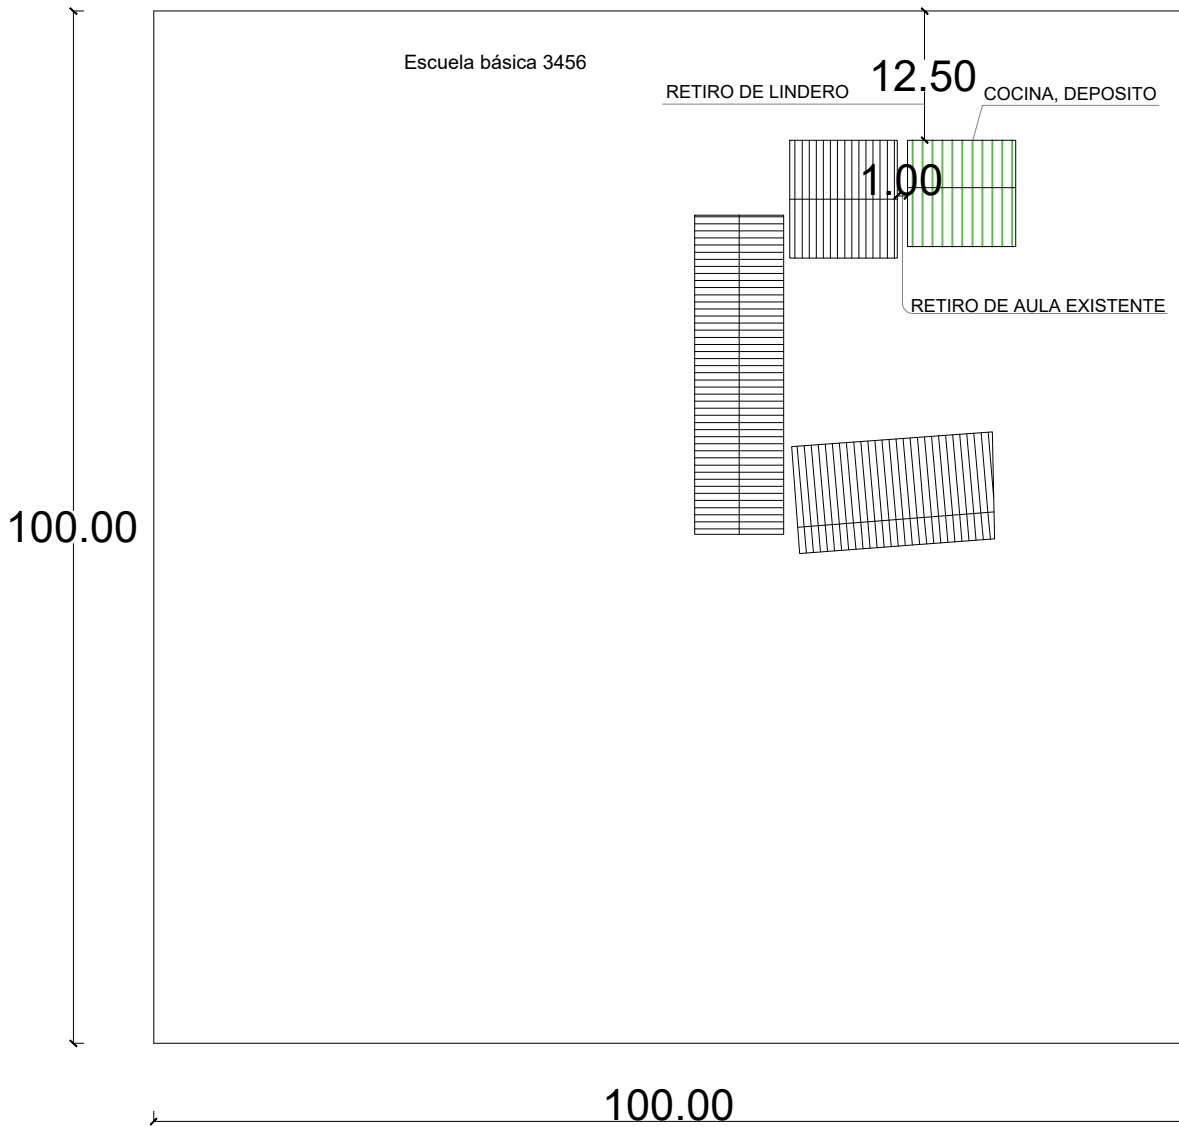 Escuela básica 3456
12.50
RETIRO DE LINDERO
COCINA, DEPOSITO
1.00
RETIRO DE AULA EXISTENTE
100.00
100.00